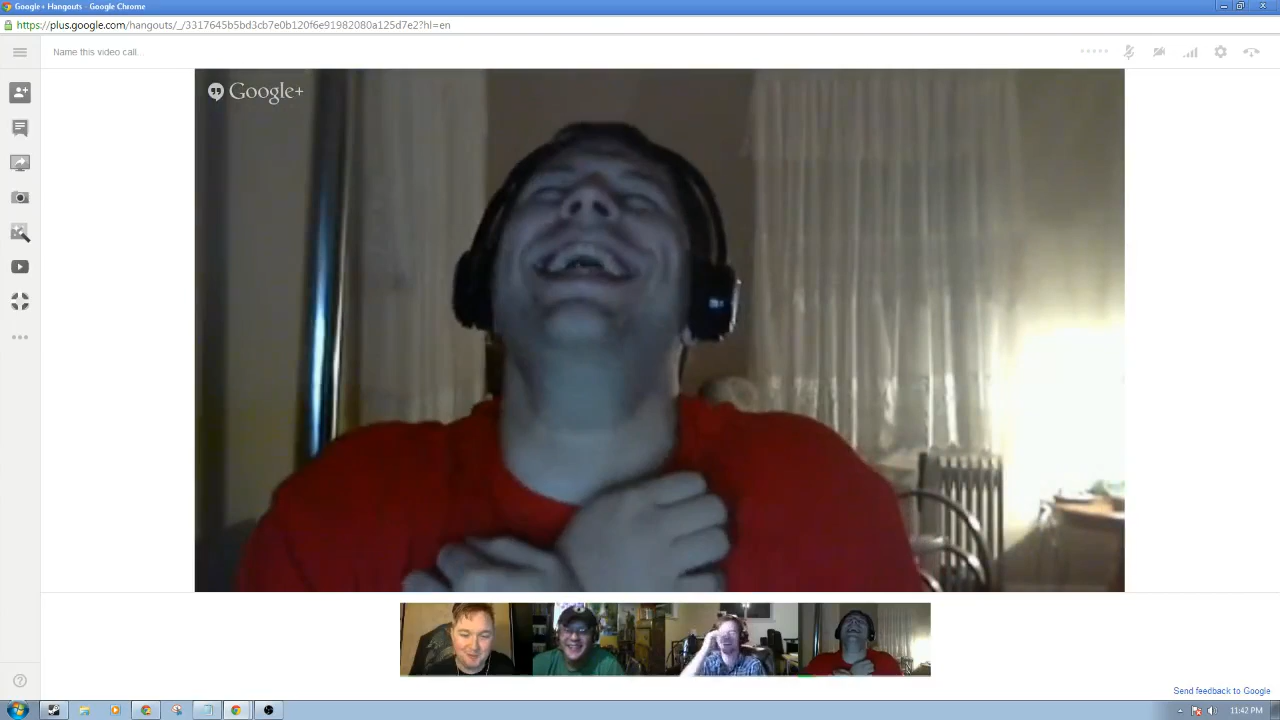 Google+ Hangouts - Google Chrome
https://plus.google.com/hangouts/_/3317645b5bd3cb7e0b120f6e91982080a125d7e2?hl=en
Name this video call...
Google+
Send feedback to Google
11:42 PM